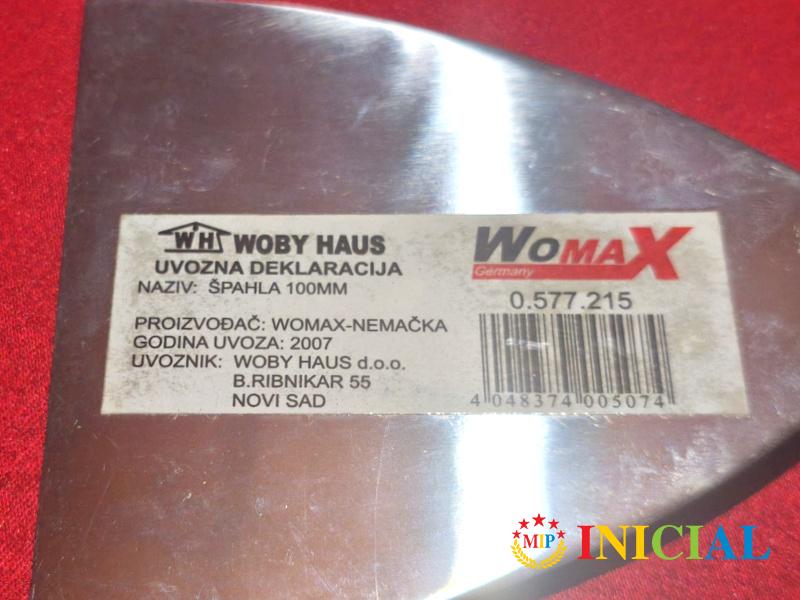 WH WOBY HAUS
UVOZNA DEKLARACIJA
NAZIV: ŠPAHLA 100MM
PROIZVOĐAČ: WOMAX-NEMAČKA
GODINA UVOZA: 2007
UVOZNIK: WOBY HAUS d.o.o.
B.RIBNIKAR 55
NOVI SAD
WOMAX
Germany
0.577.215
4 048374 005074
MIP INICIAL